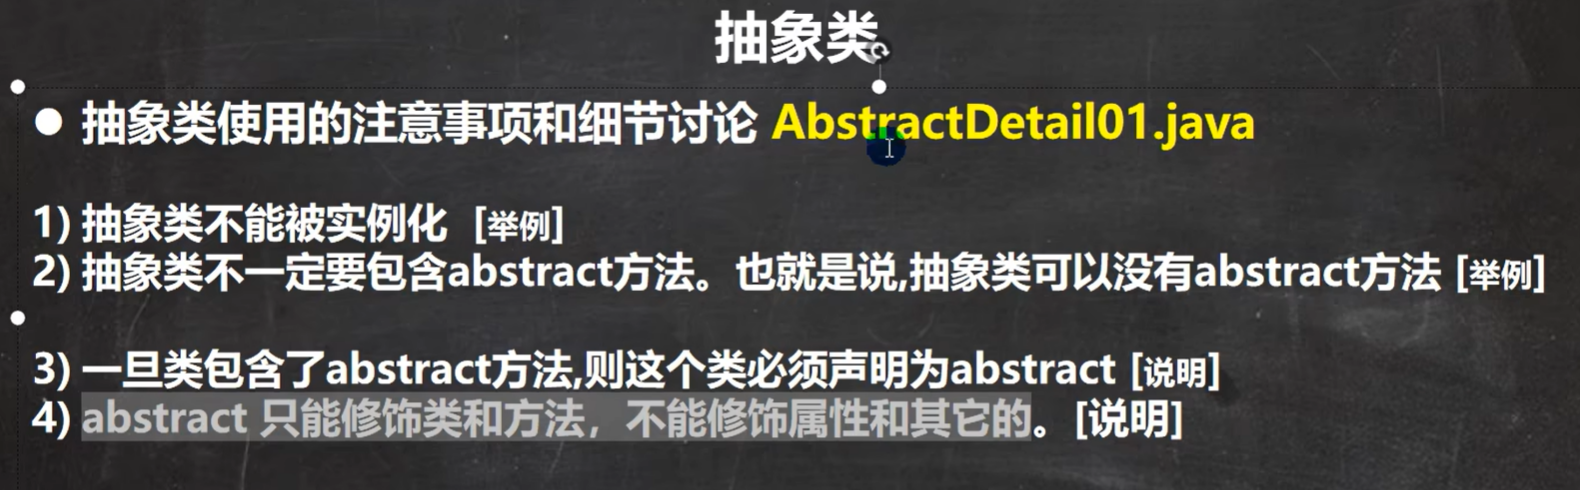 抽象类
● 抽象类使用的注意事项和细节讨论 AbstractDetail01.java
1) 抽象类不能被实例化 [举例]
2) 抽象类不一定要包含abstract方法。也就是说,抽象类可以没有abstract方法 [举例]
3) 一旦类包含了abstract方法,则这个类必须声明为abstract [说明]
4) abstract 只能修饰类和方法，不能修饰属性和其它的。[说明]